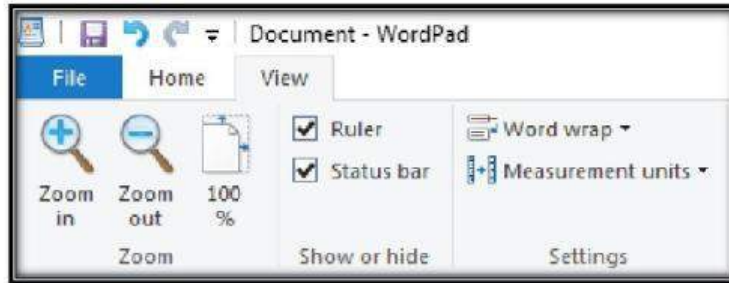 Document - WordPad
File Home View
Zoom in
Zoom out
100 %
Ruler
Status bar
Word wrap
Measurement units
Zoom
Show or hide
Settings